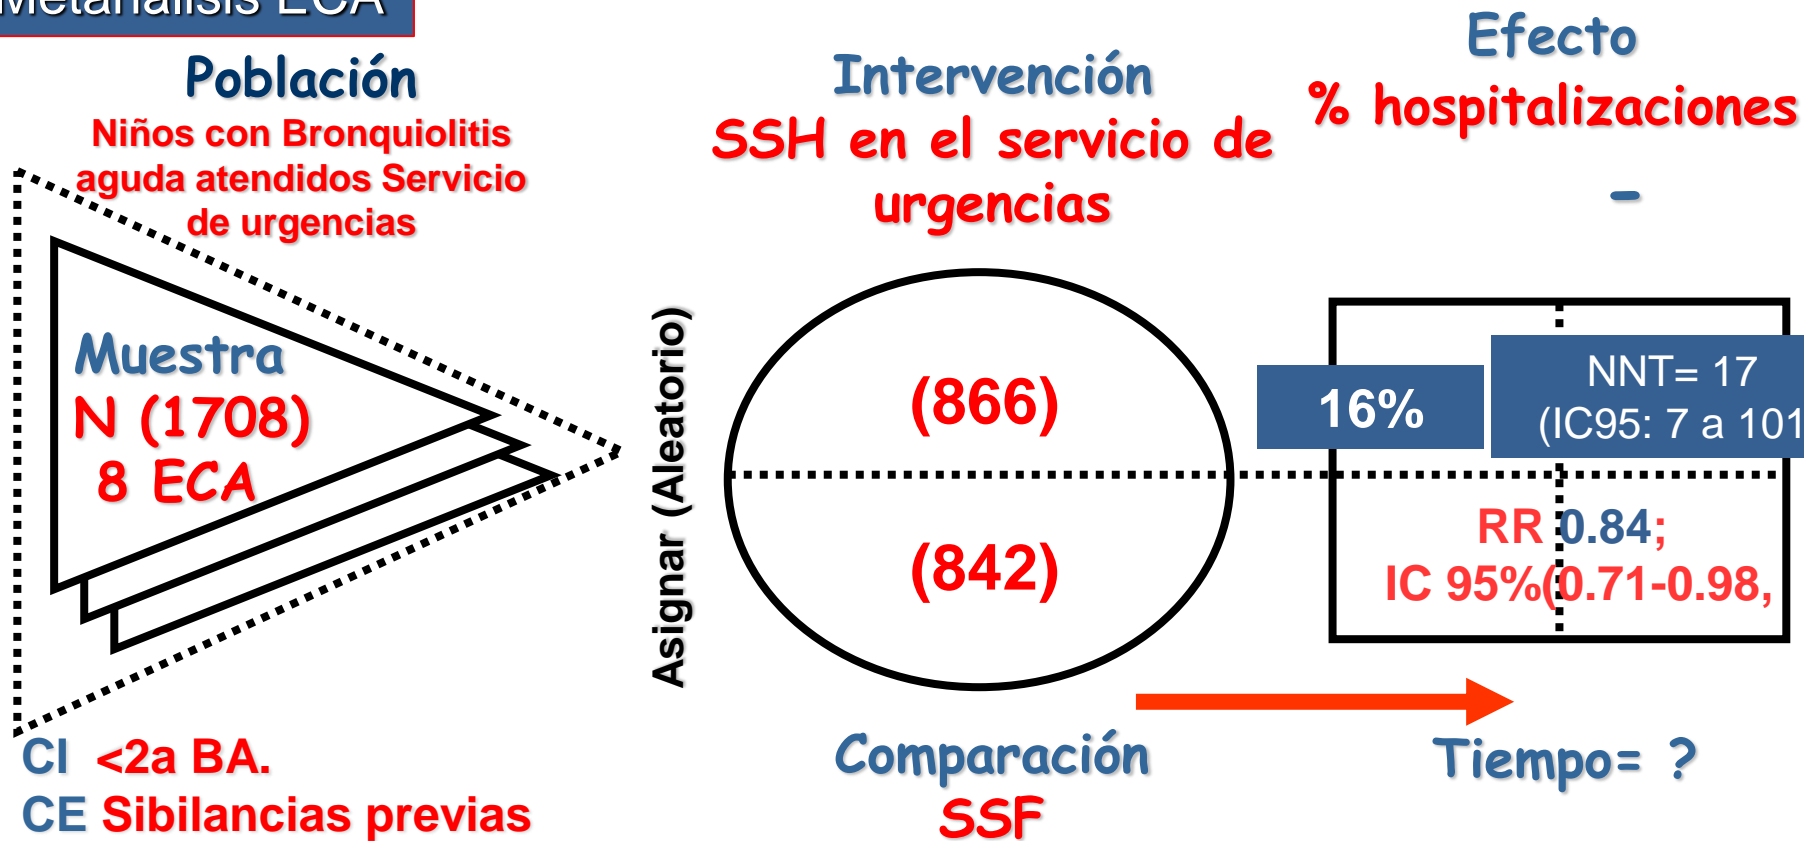 Metanálisis ECA
Población
Niños con Bronquiolitis
aguda atendidos Servicio
de urgencias
Muestra
N (1708)
8 ECA
CI <2a BA.
CE Sibilancias previas
Asignar (Aleatorio)
Intervención
SSH en el servicio de
urgencias
(866)
(842)
Comparación
SSF
Efecto
% hospitalizaciones
-
16%
NNT= 17
(IC95: 7 a 101
RR 0.84;
IC 95%(0.71-0.98,
Tiempo= ?